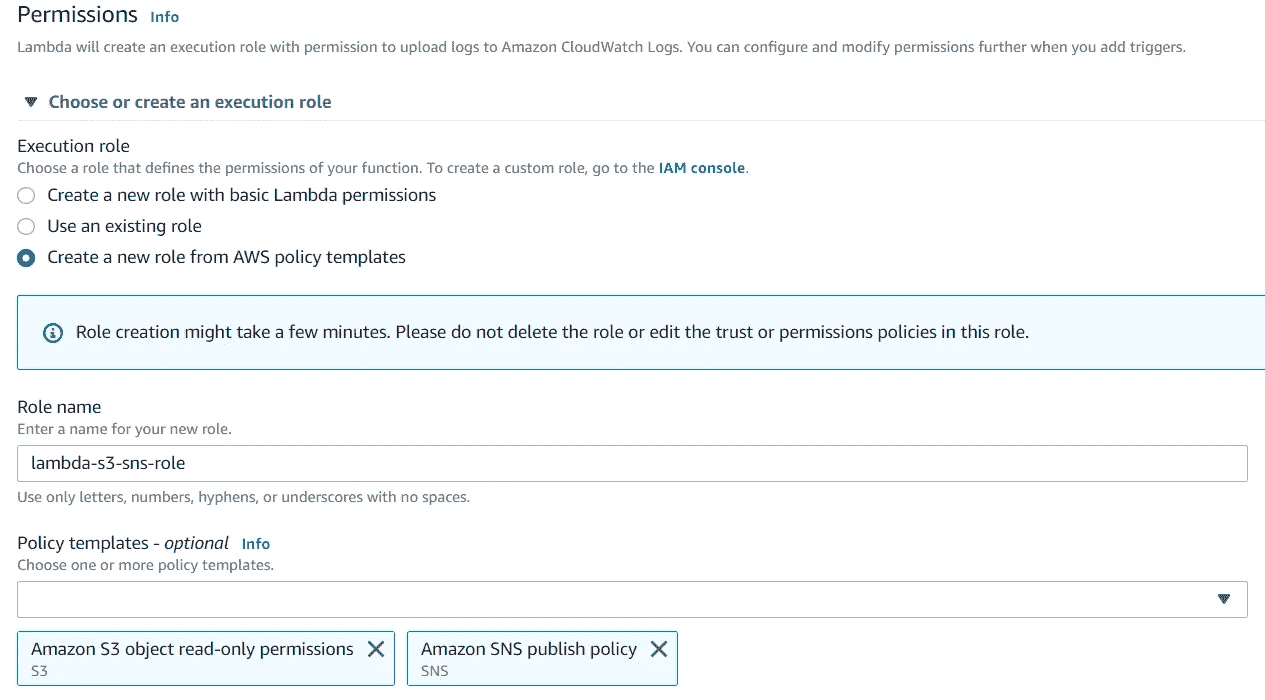 Permissions Info
Lambda will create an execution role with permission to upload logs to Amazon CloudWatch Logs. You can configure and modify permissions further when you add triggers.
Choose or create an execution role
Execution role
Choose a role that defines the permissions of your function. To create a custom role, go to the IAM console.
Create a new role with basic Lambda permissions
Use an existing role
Create a new role from AWS policy templates
Role creation might take a few minutes. Please do not delete the role or edit the trust or permissions policies in this role.
Role name
Enter a name for your new role.
lambda-s3-sns-role
Use only letters, numbers, hyphens, or underscores with no spaces.
Policy templates - optional Info
Choose one or more policy templates.
Amazon S3 object read-only permissions Amazon SNS publish policy
S3 SNS